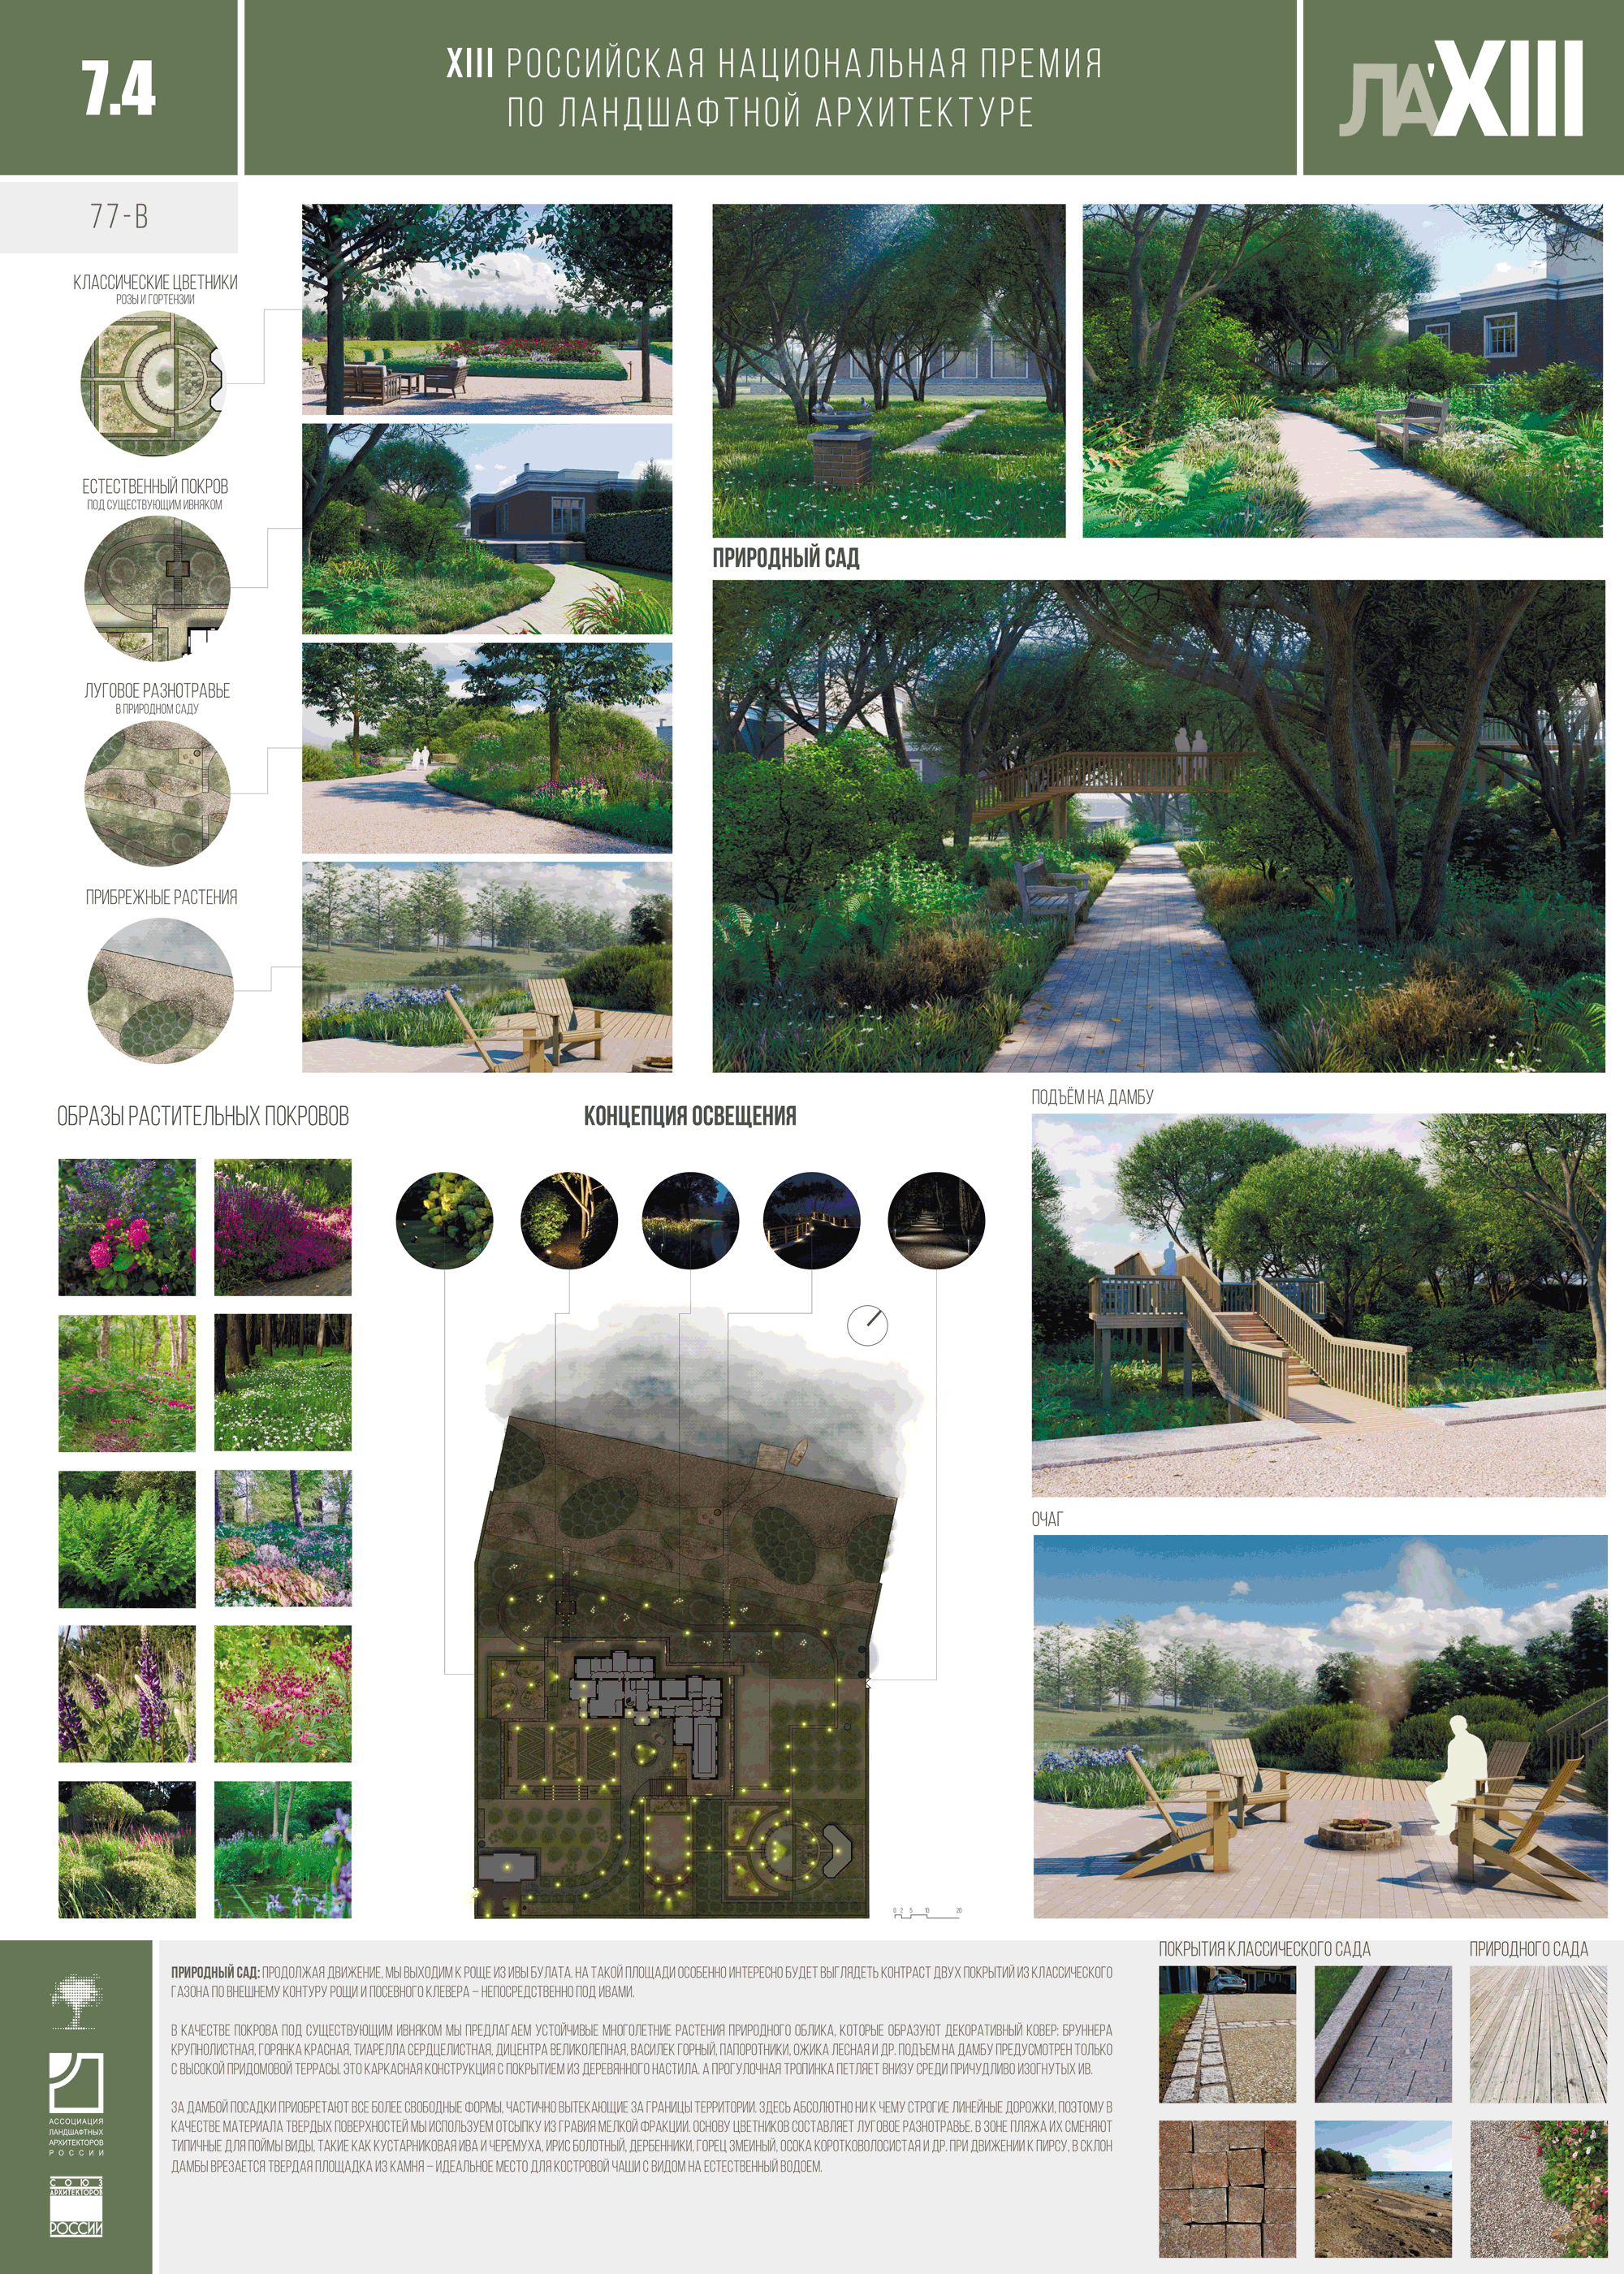 7.4
XIII РОССИЙСКАЯ НАЦИОНАЛЬНАЯ ПРЕМИЯ
ПО ЛАНДШАФТНОЙ АРХИТЕКТУРЕ
ЛА'XIII
77-В
КЛАССИЧЕСКИЕ ЦВЕТНИКИ
РОЗЫ И ГОРТЕНЗИИ
ЕСТЕСТВЕННЫЙ ПОКРОВ
ПОД СУЩЕСТВУЮЩИМ ИВНЯКОМ
ЛУГОВОЕ РАЗНОТРАВЬЕ
В ПРИРОДНОМ САДУ
ПРИБРЕЖНЫЕ РАСТЕНИЯ
ПРИРОДНЫЙ САД
ОБРАЗЫ РАСТИТЕЛЬНЫХ ПОКРОВОВ
КОНЦЕПЦИЯ ОСВЕЩЕНИЯ
ПОДЪЁМ НА ДАМБУ
ОЧАГ
0 2 5 10 20
ПОКРЫТИЯ КЛАССИЧЕСКОГО САДА
ПРИРОДНОГО САДА
ПРИРОДНЫЙ САД: ПРОДОЛЖАЯ ДВИЖЕНИЕ, МЫ ВЫХОДИМ К РОЩЕ ИЗ ИВЫ БУЛАТА. НА ТАКОЙ ПЛОЩАДИ ОСОБЕННО ИНТЕРЕСНО БУДЕТ ВЫГЛЯДЕТЬ КОНТРАСТ ДВУХ ПОКРЫТИЙ ИЗ КЛАССИЧЕСКОГО
ГАЗОНА ПО ВНЕШНЕМУ КОНТУРУ РОЩИ И ПОСЕВНОГО КЛЕВЕРА – НЕПОСРЕДСТВЕННО ПОД ИВАМИ.
В КАЧЕСТВЕ ПОКРОВА ПОД СУЩЕСТВУЮЩИМ ИВНЯКОМ МЫ ПРЕДЛАГАЕМ УСТОЙЧИВЫЕ МНОГОЛЕТНИЕ РАСТЕНИЯ ПРИРОДНОГО ОБЛИКА, КОТОРЫЕ ОБРАЗУЮТ ДЕКОРАТИВНЫЙ КОВЕР: БРУННЕРА
КРУПНОЛИСТНАЯ, ГОРЯНКА КРАСНАЯ, ТИАРЕЛЛА СЕРДЦЕЛИСТНАЯ, ДИЦЕНТРА ВЕЛИКОЛЕПНАЯ, ВАСИЛЕК ГОРНЫЙ, ПАПОРОТНИКИ, ОЖИКА ЛЕСНАЯ И ДР. ПОДЪЕМ НА ДАМБУ ПРЕДУСМОТРЕН ТОЛЬКО
С ВЫСОКОЙ ПРИДОМОВОЙ ТЕРРАСЫ. ЭТО КАРКАСНАЯ КОНСТРУКЦИЯ С ПОКРЫТИЕМ ИЗ ДЕРЕВЯННОГО НАСТИЛА. А ПРОГУЛОЧНАЯ ТРОПИНКА ПЕТЛЯЕТ ВНИЗУ СРЕДИ ПРИЧУДЛИВО ИЗОГНУТЫХ ИВ.
ЗА ДАМБОЙ ПОСАДКИ ПРИОБРЕТАЮТ ВСЕ БОЛЕЕ СВОБОДНЫЕ ФОРМЫ, ЧАСТИЧНО ВЫТЕКАЮЩИЕ ЗА ГРАНИЦЫ ТЕРРИТОРИИ. ЗДЕСЬ АБСОЛЮТНО НИ К ЧЕМУ СТРОГИЕ ЛИНЕЙНЫЕ ДОРОЖКИ, ПОЭТОМУ В
КАЧЕСТВЕ МАТЕРИАЛА ТВЕРДЫХ ПОВЕРХНОСТЕЙ МЫ ИСПОЛЬЗУЕМ ОТСЫПКУ ИЗ ГРАВИЯ МЕЛКОЙ ФРАКЦИИ. ОСНОВУ ЦВЕТНИКОВ СОСТАВЛЯЕТ ЛУГОВОЕ РАЗНОТРАВЬЕ. В ЗОНЕ ПЛЯЖА ИХ СМЕНЯЮТ
ТИПИЧНЫЕ ДЛЯ ПОЙМЫ ВИДЫ, ТАКИЕ КАК КУСТАРНИКОВАЯ ИВА И ЧЕРЕМУХА, ИРИС БОЛОТНЫЙ, ДЕРБЕННИКИ, ГОРЕЦ ЗМЕИНЫЙ, ОСОКА КОРОТКОВОЛОСИСТАЯ И ДР. ПРИ ДВИЖЕНИИ К ПИРСУ, В СКЛОН
ДАМБЫ ВРЕЗАЕТСЯ ТВЕРДАЯ ПЛОЩАДКА ИЗ КАМНЯ – ИДЕАЛЬНОЕ МЕСТО ДЛЯ КОСТРОВОЙ ЧАШИ С ВИДОМ НА ЕСТЕСТВЕННЫЙ ВОДОЕМ.
АССОЦИАЦИЯ
ЛАНДШАФТНЫХ
АРХИТЕКТОРОВ
РОССИИ
СОЮЗ
АРХИТЕКТОРОВ
РОССИИ